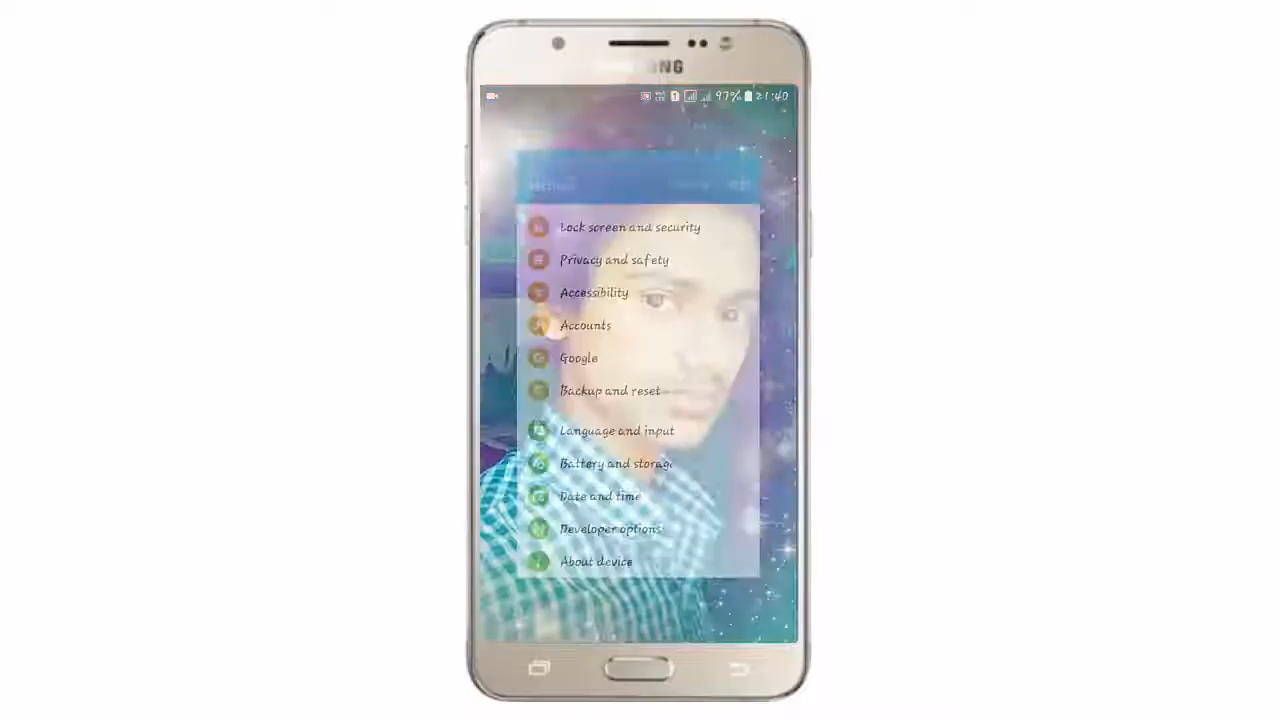 97% 21:40
Lock screen and security
Privacy and safety
Accessibility
Accounts
Google
Backup and reset
Language and input
Battery and storage
Date and time
Developer options
About device